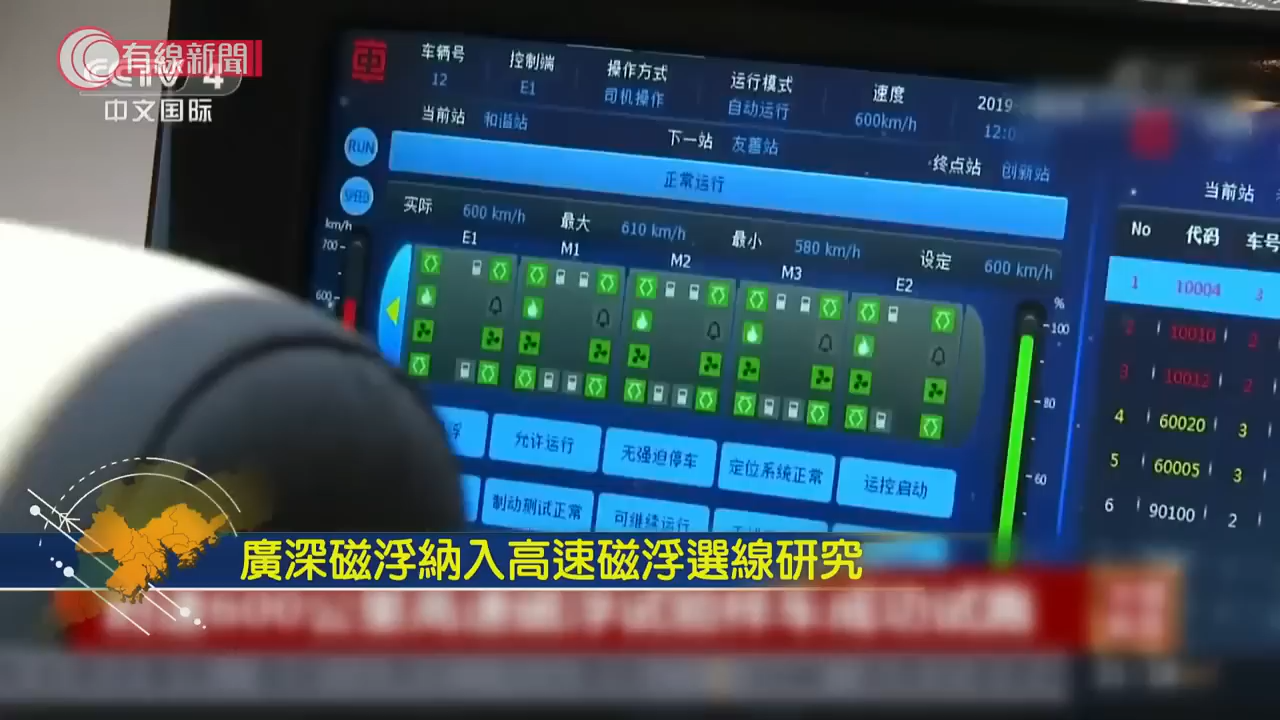 有線新聞
CCTV 4
中文国际
车辆号 控制端 操作方式 运行模式 速度 2019
12 E1 司机操作 自动运行 600km/h 12:0
当前站 和谐站 下一站 友善站 终点站 创新站
RUN
正常运行
SPEED
实际 600 km/h 最大 610 km/h 最小 580 km/h 设定 600 km/h
E1 M1 M2 M3 E2
km/h
700
600
%
100
80
60
浮 允许运行 无强迫停车 定位系统正常 运控启动
制动测试正常 可继续运行
当前站
No 代码 车号
1 10004 3
2 10010 2
3 10012 2
4 60020 3
5 60005 3
6 90100 2
廣深磁浮納入高速磁浮選線研究